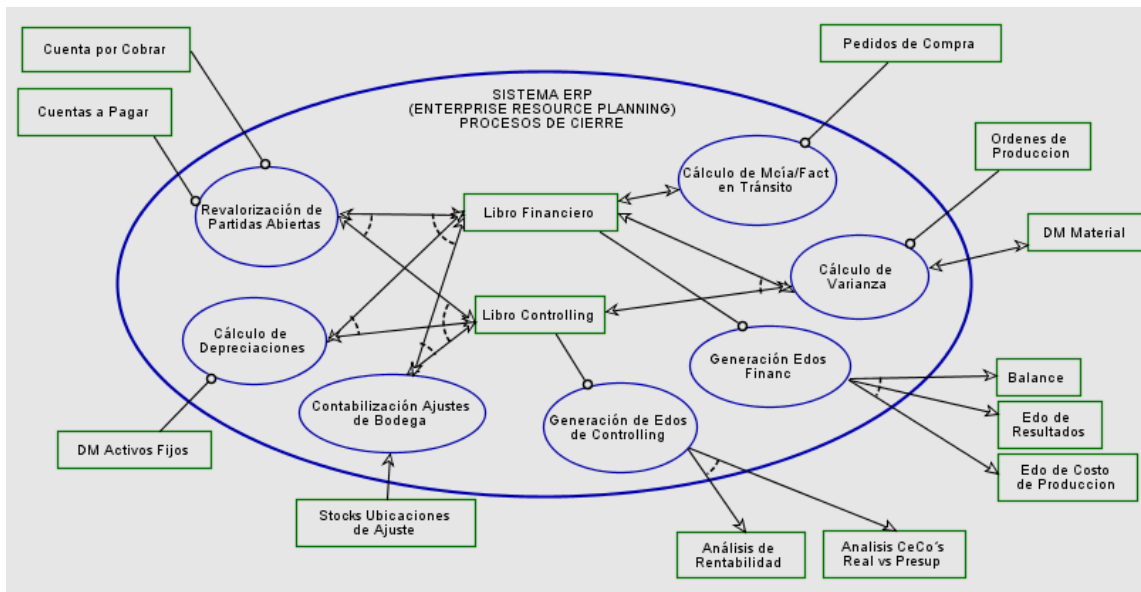 Cuenta por Cobrar
Pedidos de Compra
Cuentas a Pagar
SISTEMA ERP
(ENTERPRISE RESOURCE PLANNING)
PROCESOS DE CIERRE
Ordenes de
Produccion
Cálculo de Mcía/Fact
en Tránsito
Revalorización de
Partidas Abiertas
Libro Financiero
DM Material
Cálculo de
Varianza
Libro Controlling
Cálculo de
Depreciaciones
Generación Edos
Financ
Balance
Contabilización Ajustes
de Bodega
Generación de Edos
de Controlling
Edo de
Resultados
DM Activos Fijos
Edo de Costo
de Produccion
Stocks Ubicaciones
de Ajuste
Análisis de
Rentabilidad
Analisis CeCo´s
Real vs Presup